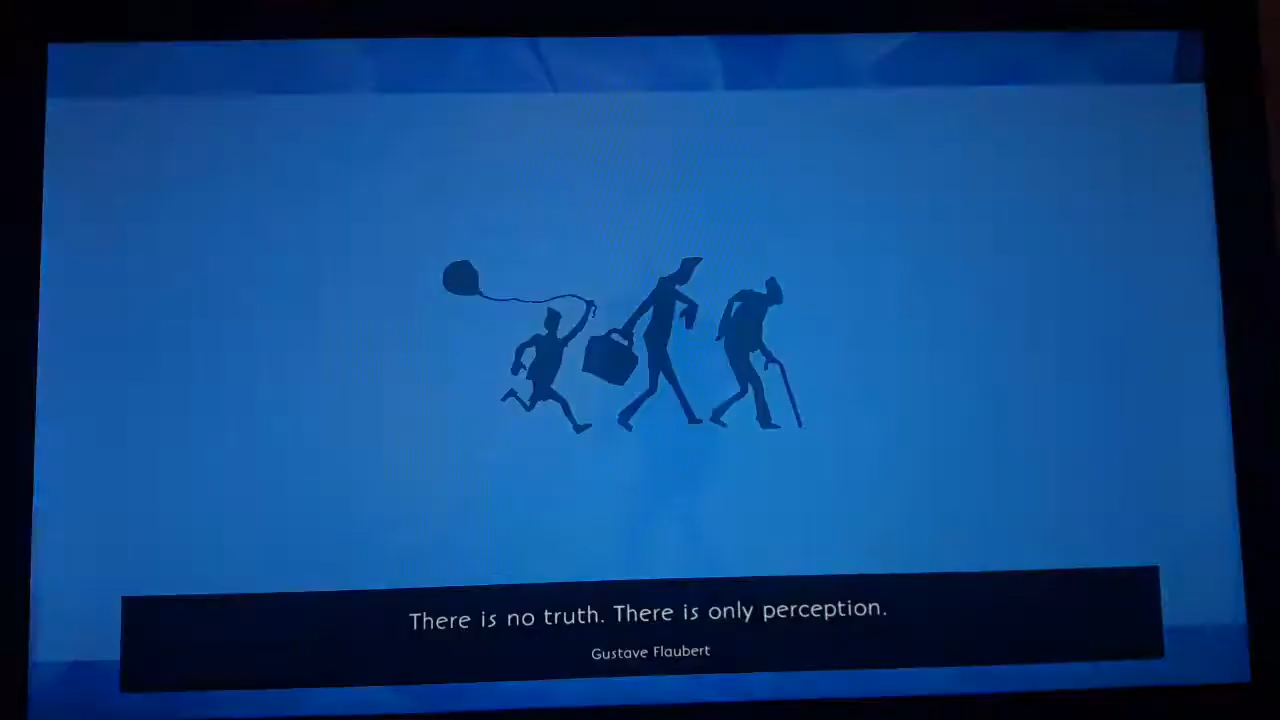 There is no truth. There is only perception.
Gustave Flaubert